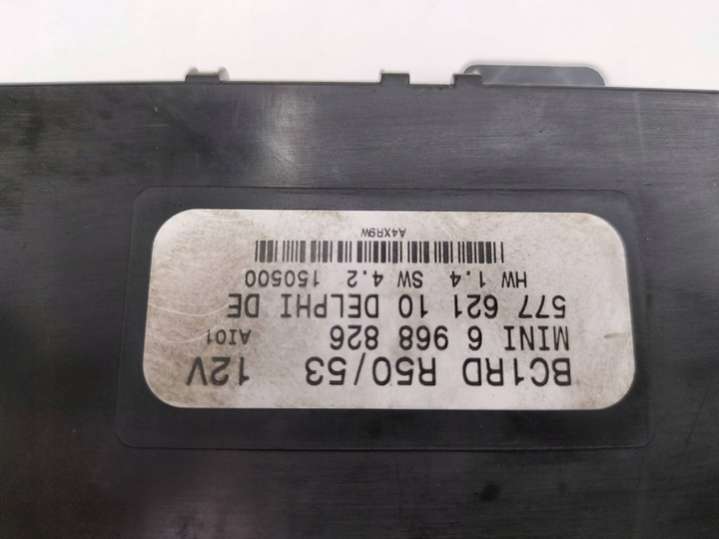 BC1RD R50/53 12V
MINI 6 968 826 AI01
577 621 10 DELPHI DE
HW 1.4 SW 4.2 150500
A4XR9W